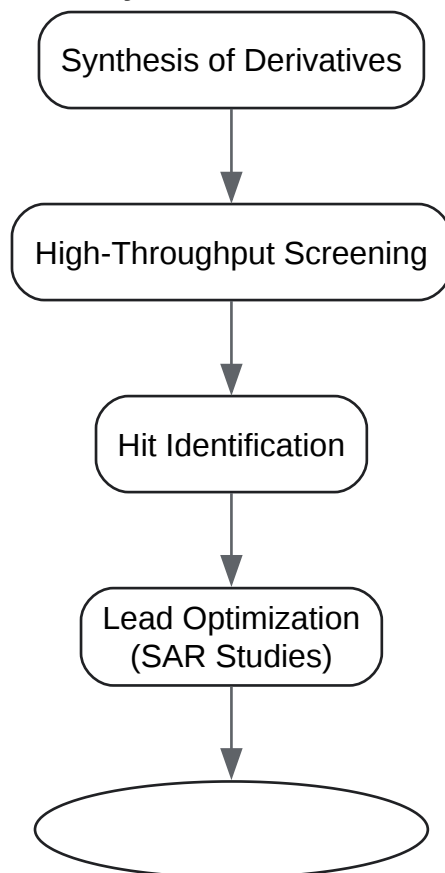 Synthesis of Derivatives
High-Throughput Screening
Hit Identification
Lead Optimization
(SAR Studies)